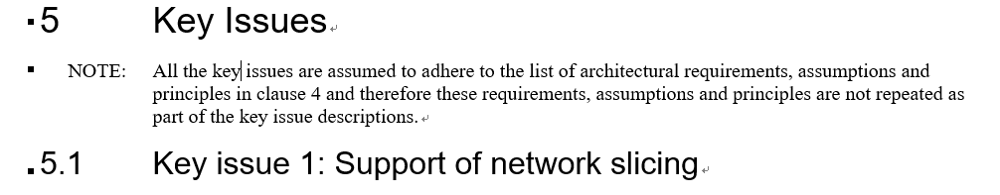 5 Key Issues
NOTE: All the key issues are assumed to adhere to the list of architectural requirements, assumptions and
principles in clause 4 and therefore these requirements, assumptions and principles are not repeated as
part of the key issue descriptions.
5.1 Key issue 1: Support of network slicing